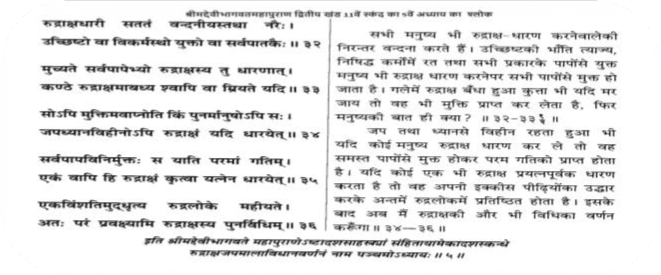 श्रीमद्देवीभागवतमहापुराण द्वितीय खंड 11वें स्कंद का 5वें अध्याय का श्लोक
रुद्राक्षधारी सततं वन्दनीयस्तथा नरैः।
उच्छिष्टो वा विकर्मस्थो युक्तो वा सर्वपातकैः॥ ३२
मुच्यते सर्वपापेभ्यो रुद्राक्षस्य तु धारणात्।
कण्ठे रुद्राक्षमाबध्य श्वापि वा म्रियते यदि॥ ३३
सोऽपि मुक्तिमवाप्नोति किं पुनर्मानुषोऽपि सः।
जपध्यानविहीनोऽपि रुद्राक्षं यदि धारयेत्॥ ३४
सर्वपापविनिर्मुक्तः स याति परमां गतिम्।
एकं वापि हि रुद्राक्षं कृत्वा यत्नेन धारयेत्॥ ३५
एकविंशतिमुद्धृत्य रुद्रलोके महीयते।
अतः परं प्रवक्ष्यामि रुद्राक्षस्य पुनर्विधिम्॥ ३६
सभी मनुष्य भी रुद्राक्ष-धारण करनेवालेकी
निरन्तर वन्दना करते हैं। उच्छिष्टकी भाँति त्याज्य,
निषिद्ध कर्मोंमें रत तथा सभी प्रकारके पापोंसे युक्त
मनुष्य भी रुद्राक्ष धारण करनेपर सभी पापोंसे मुक्त हो
जाता है। गलेमें रुद्राक्ष बँधा हुआ कुत्ता भी यदि मर
जाय तो वह भी मुक्ति प्राप्त कर लेता है, फिर
मनुष्यकी बात ही क्या? ॥ ३२-३३ १/२ ॥
जप तथा ध्यानसे विहीन रहता हुआ भी
यदि कोई मनुष्य रुद्राक्ष धारण कर ले तो वह
समस्त पापोंसे मुक्त होकर परम गतिको प्राप्त होता
है। यदि कोई एक भी रुद्राक्ष प्रयत्नपूर्वक धारण
करता है तो वह अपनी इक्कीस पीढ़ियोंका उद्धार
करके अन्तमें रुद्रलोकमें प्रतिष्ठित होता है। इसके
बाद अब मैं रुद्राक्षकी और भी विधिका वर्णन
करूँगा॥ ३४—३६॥
इति श्रीमद्देवीभागवते महापुराणेऽष्टादशसाहस्र्यां संहितायामेकादशस्कन्धे
रुद्राक्षजपमालाविधानवर्णनं नाम पञ्चमोऽध्यायः॥ ५॥